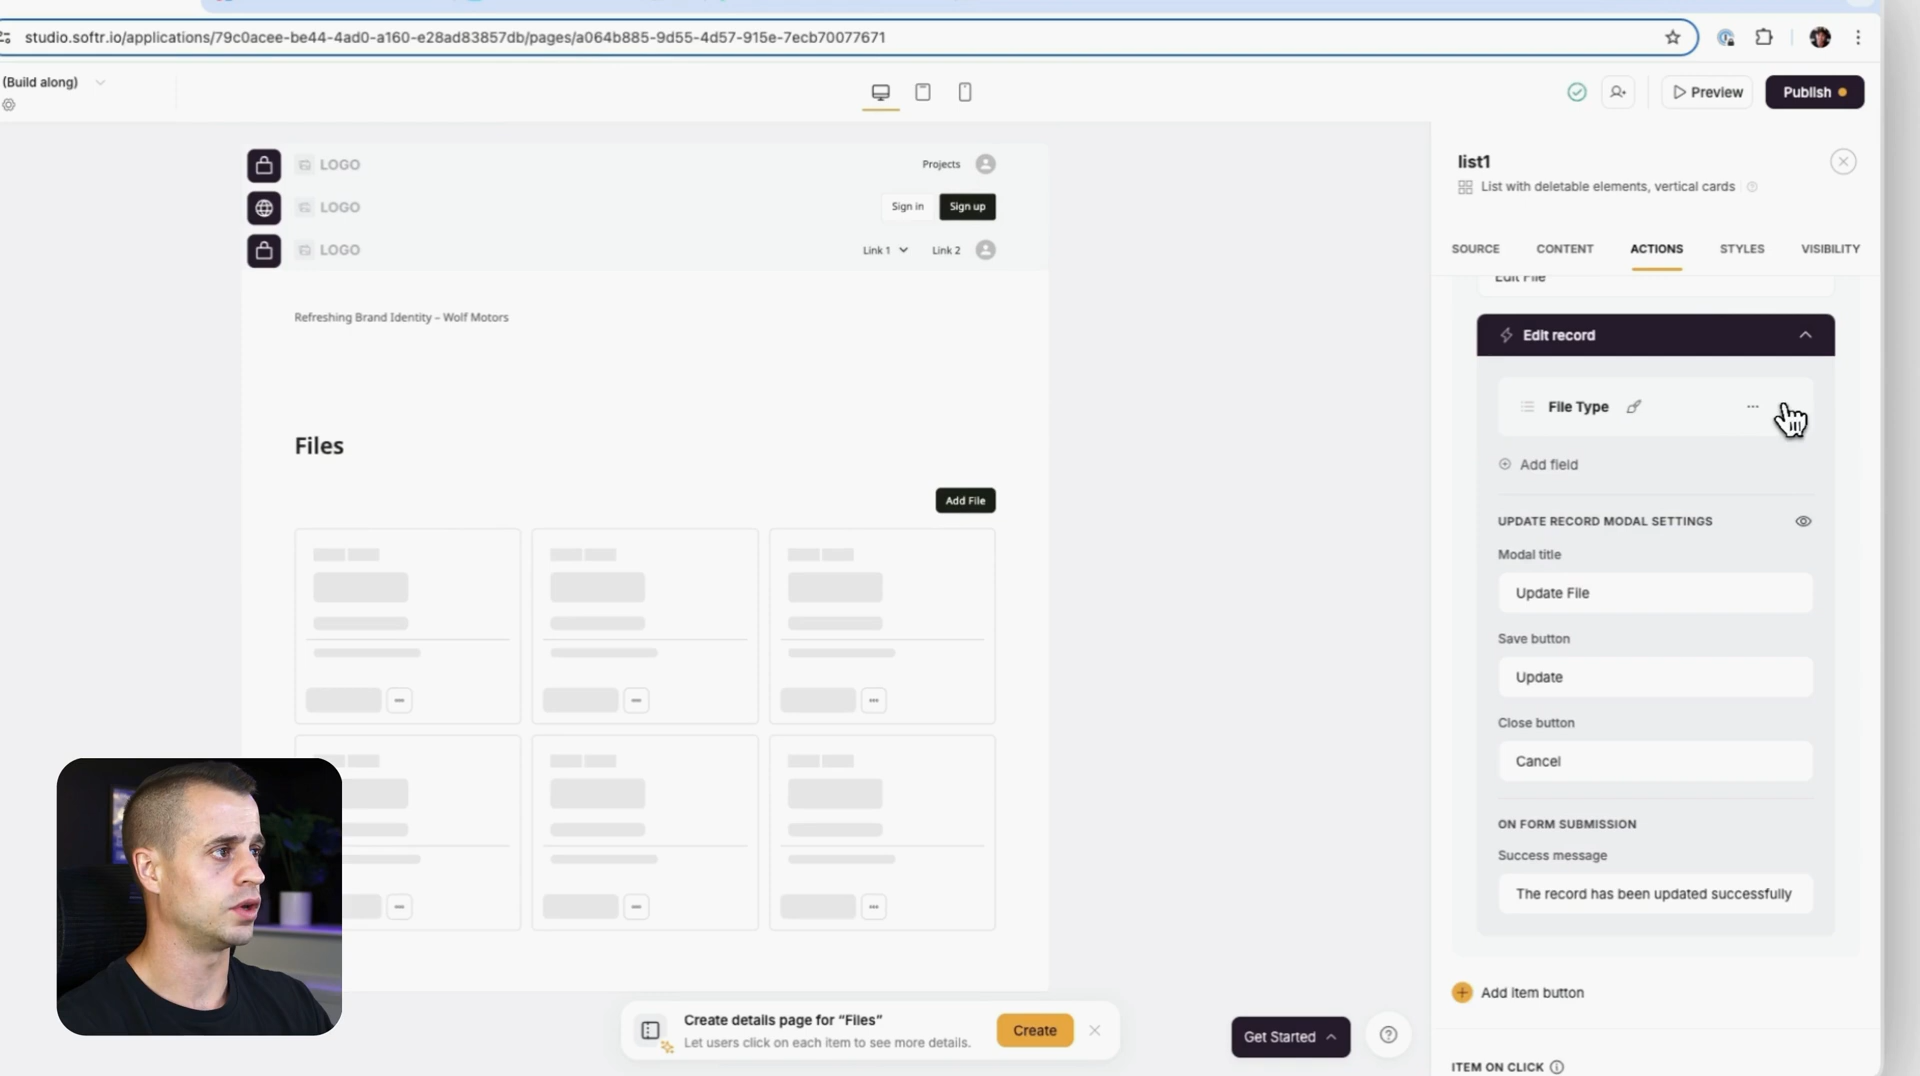 studio.softr.io/applications/79c0acee-be44-4ad0-a160-e28ad83857db/pages/a064b885-9d55-4d57-915e-7ecb70077671
(Build along)
Preview
Publish
LOGO
Projects
LOGO
Sign in
Sign up
LOGO
Link 1
Link 2
Refreshing Brand Identity – Wolf Motors
Files
Add File
Create details page for “Files”
Let users click on each item to see more details.
Create
Get Started
list1
List with deletable elements, vertical cards
SOURCE
CONTENT
ACTIONS
STYLES
VISIBILITY
Edit File
Edit record
File Type
Add field
UPDATE RECORD MODAL SETTINGS
Modal title
Update File
Save button
Update
Close button
Cancel
ON FORM SUBMISSION
Success message
The record has been updated successfully
Add item button
ITEM ON CLICK